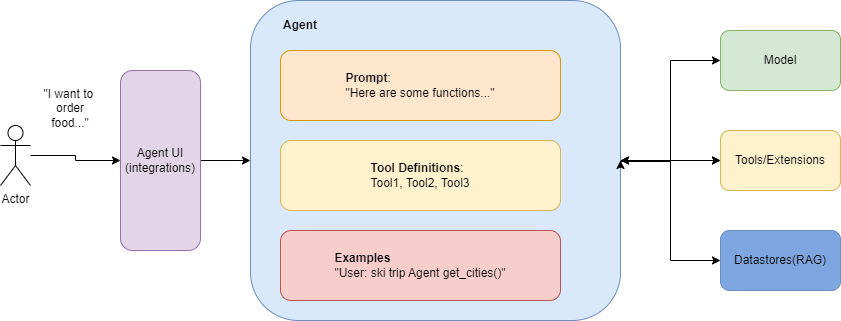 Agent
Prompt:
"Here are some functions..."
Tool Definitions:
Tool1, Tool2, Tool3
Examples
"User: ski trip Agent get_cities()"
"I want to
order
food..."
Actor
Agent UI
(integrations)
Model
Tools/Extensions
Datastores(RAG)